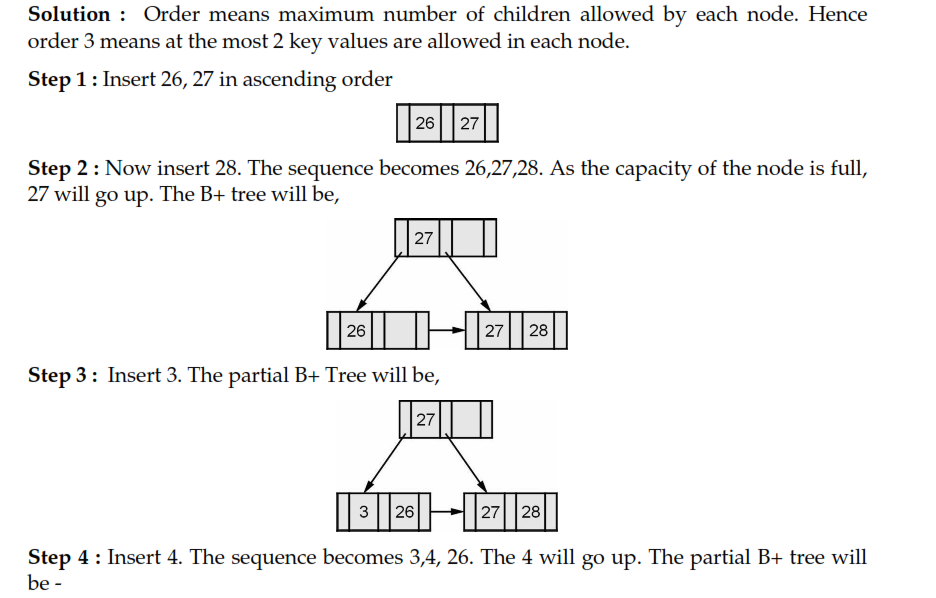 Solution : Order means maximum number of children allowed by each node. Hence
order 3 means at the most 2 key values are allowed in each node.
Step 1 : Insert 26, 27 in ascending order
26 27
Step 2 : Now insert 28. The sequence becomes 26,27,28. As the capacity of the node is full,
27 will go up. The B+ tree will be,
27
26 27 28
Step 3 : Insert 3. The partial B+ Tree will be,
27
3 26 27 28
Step 4 : Insert 4. The sequence becomes 3,4, 26. The 4 will go up. The partial B+ tree will
be -